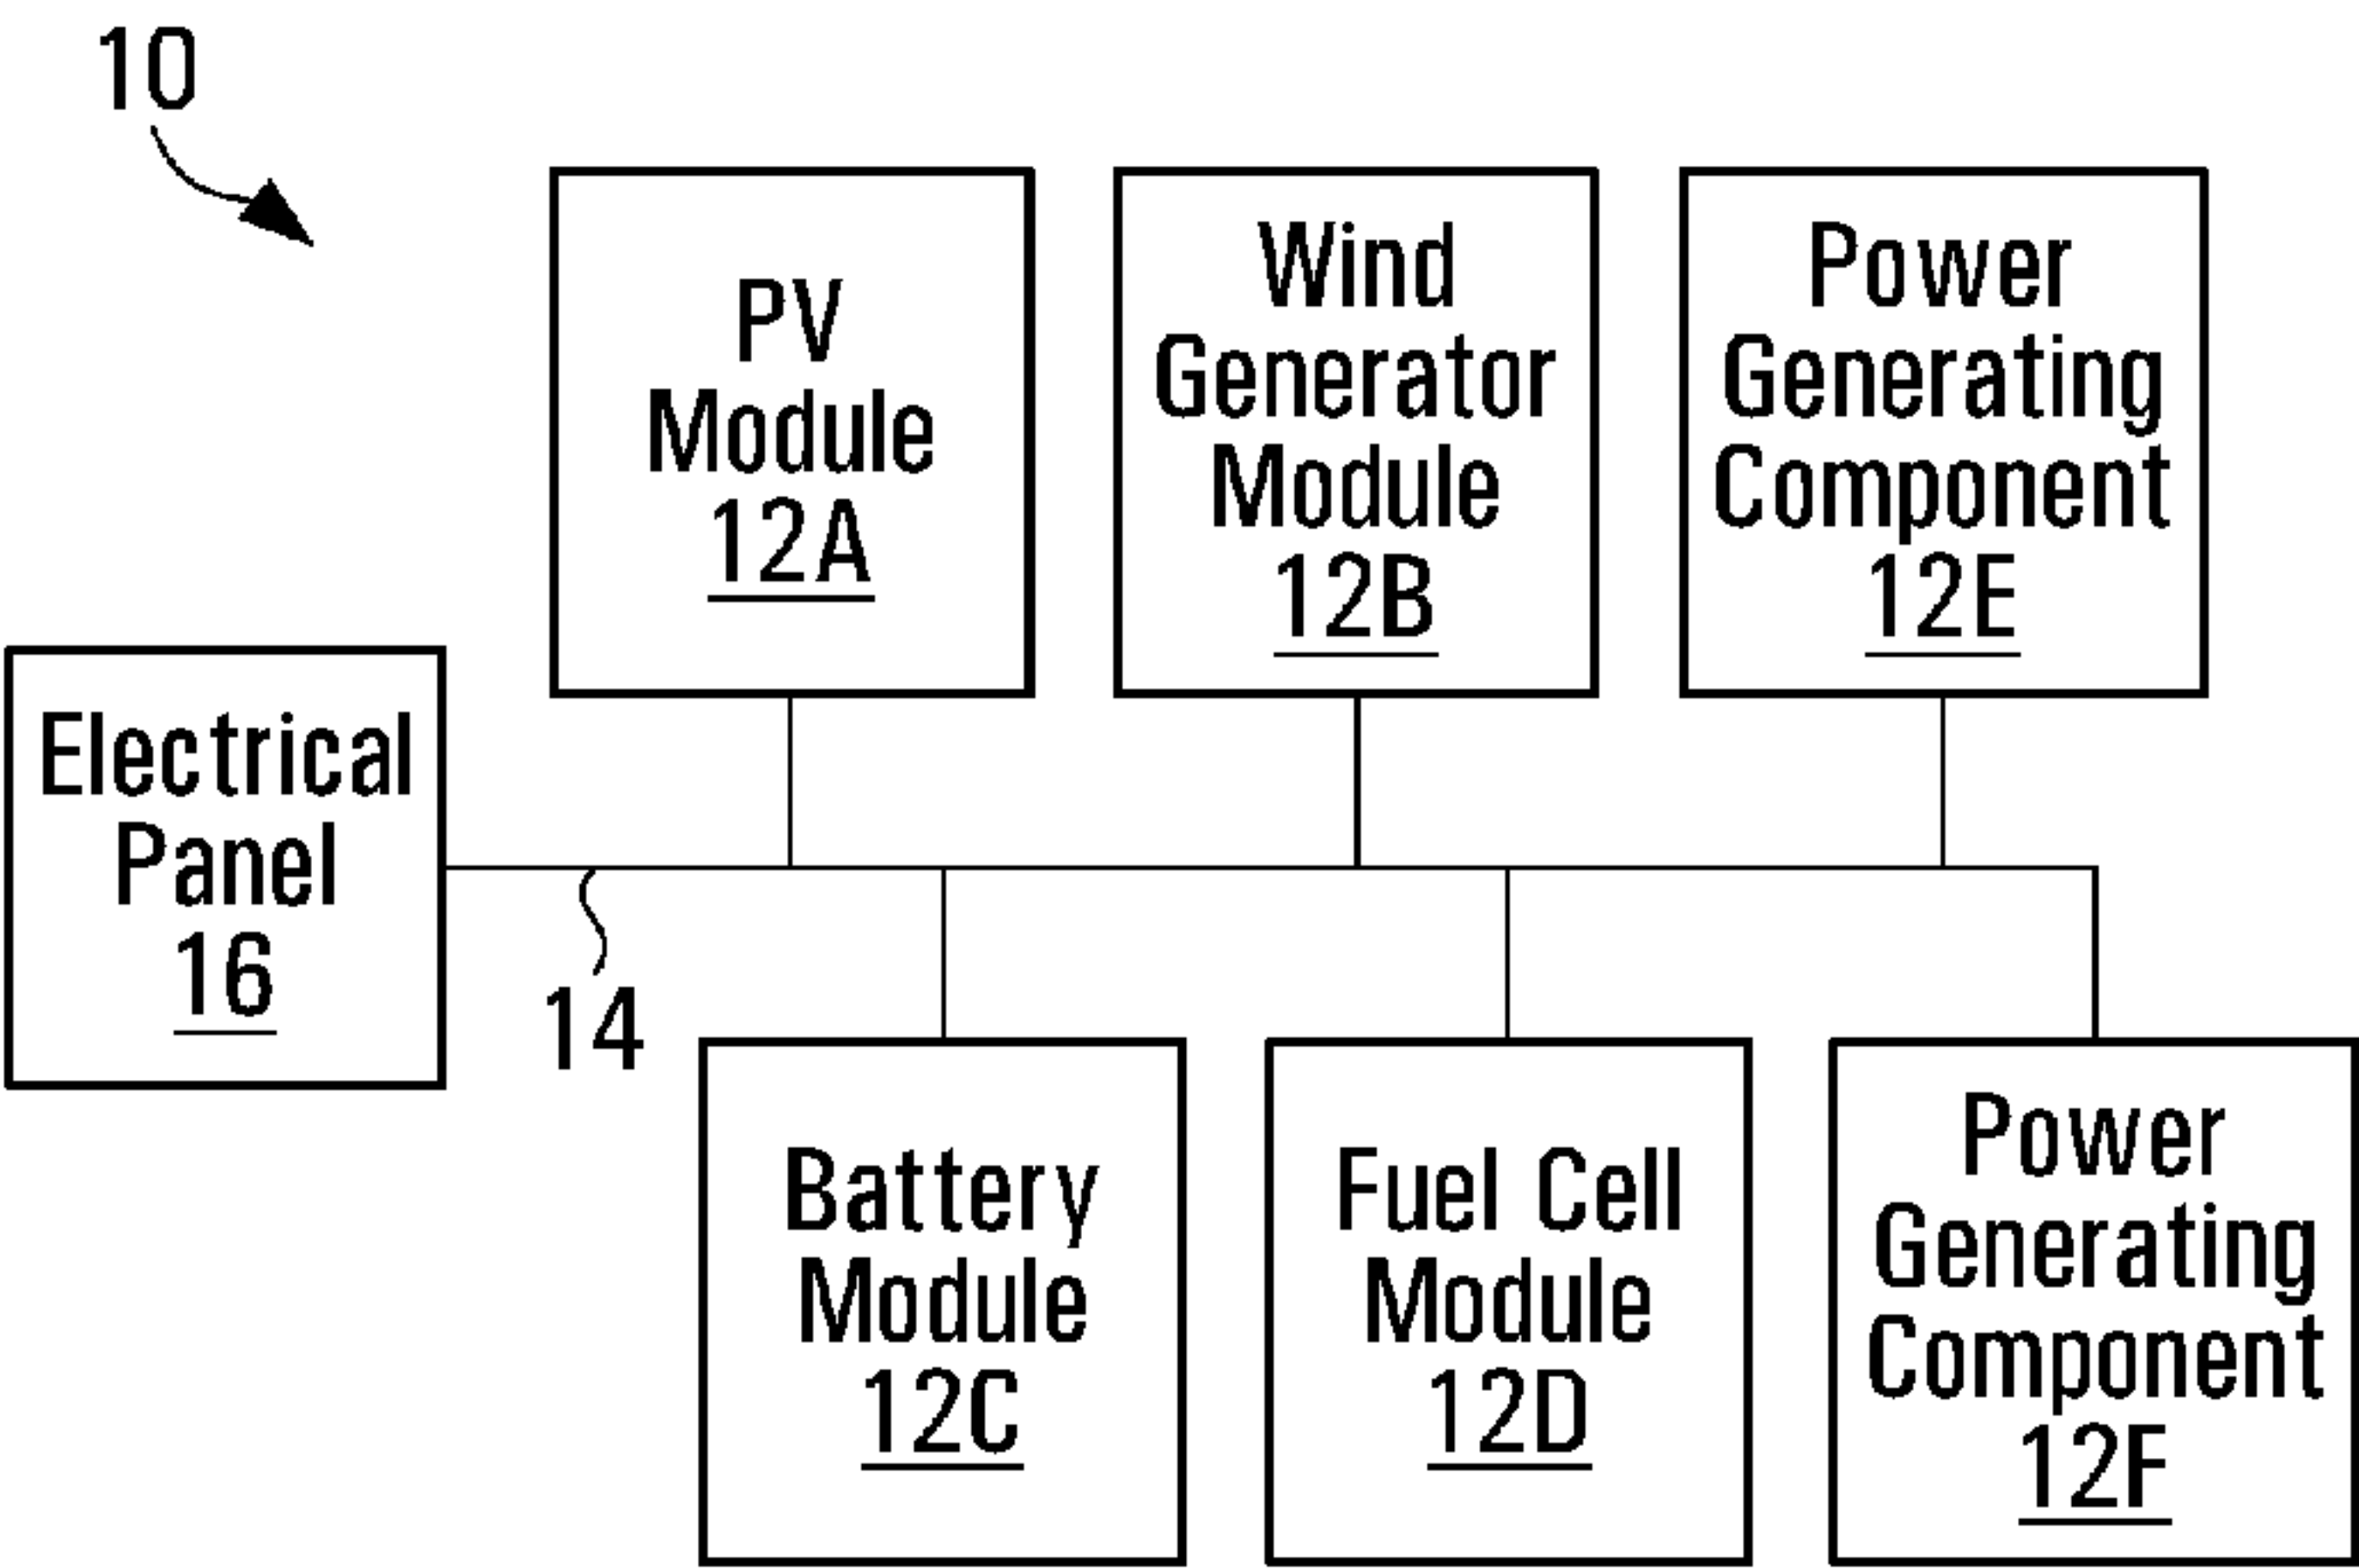 10
PV
Module
12A
Wind
Generator
Module
12B
Power
Generating
Component
12E
Electrical
Panel
16
14
Battery
Module
12C
Fuel Cell
Module
12D
Power
Generating
Component
12F